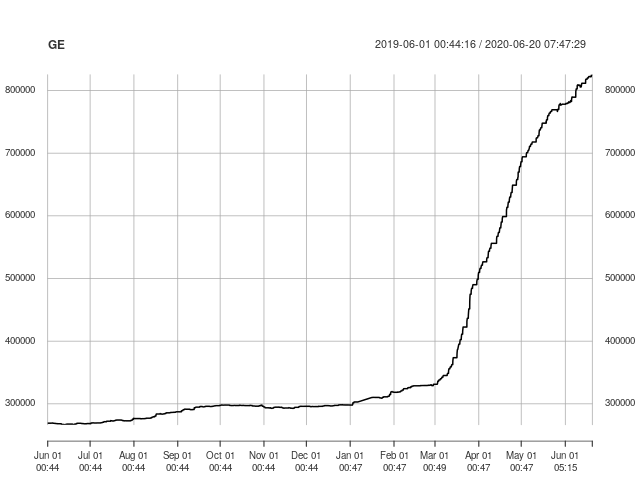 GE
2019-06-01 00:44:16 / 2020-06-20 07:47:29
800000 800000
700000 700000
600000 600000
500000 500000
400000 400000
300000 300000
Jun 01 Jul 01 Aug 01 Sep 01 Oct 01 Nov 01 Dec 01 Jan 01 Feb 01 Mar 01 Apr 01 May 01 Jun 01
00:44 00:44 00:44 00:44 00:44 00:44 00:44 00:47 00:47 00:49 00:47 00:47 05:15